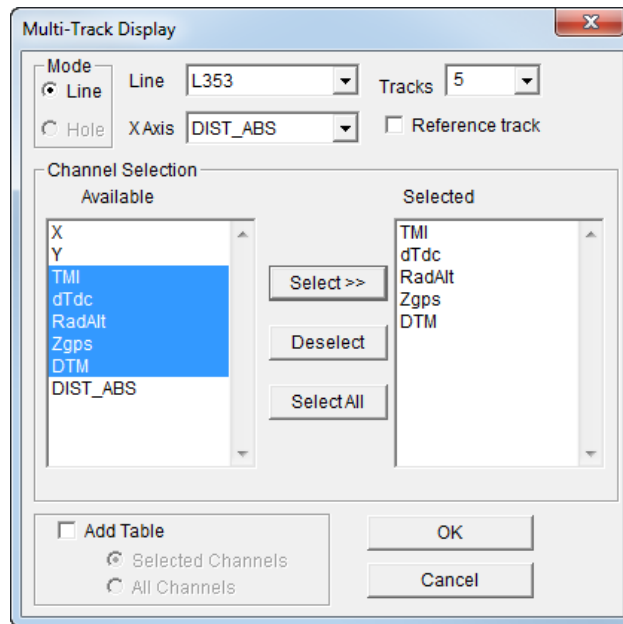 Multi-Track Display
Mode
Line
Hole
Line L353 Tracks 5
X Axis DIST_ABS Reference track
Channel Selection
Available
X
Y
TMI
dTdc
RadAlt
Zgps
DTM
DIST_ABS
Select >>
Deselect
Select All
Selected
TMI
dTdc
RadAlt
Zgps
DTM
Add Table
Selected Channels
All Channels
OK
Cancel